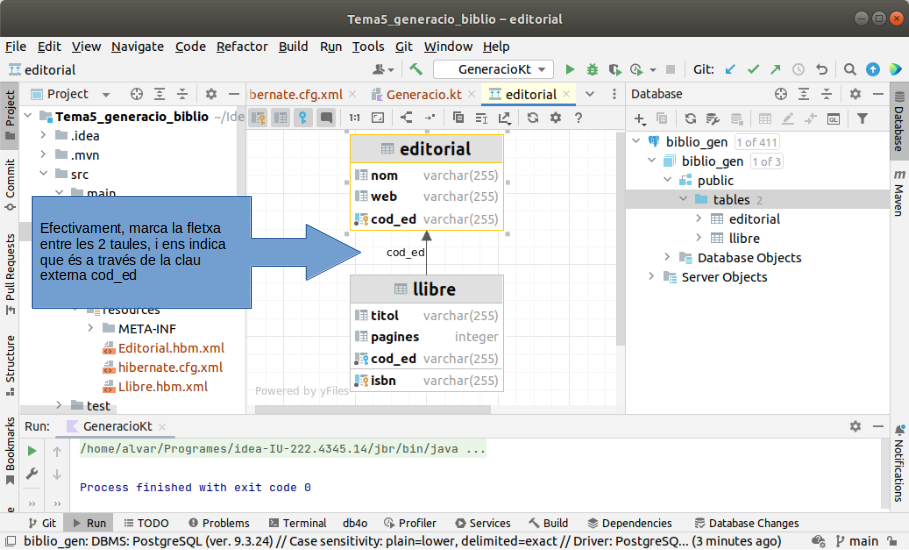 Tema5_generacio_biblio – editorial
File Edit View Navigate Code Refactor Build Run Tools Git Window Help
editorial
GeneracioKt
Git:
Project
bernate.cfg.xml
Generacio.kt
editorial
Database
Tema5_generacio_biblio ~/Ide
.idea
.mvn
src
main
resources
META-INF
Editorial.hbm.xml
hibernate.cfg.xml
Llibre.hbm.xml
test
Efectivament, marca la fletxa
entre les 2 taules, i ens indica
que és a través de la clau
externa cod_ed
1:1
editorial
nom varchar(255)
web varchar(255)
cod_ed varchar(255)
cod_ed
llibre
titol varchar(255)
pagines integer
cod_ed varchar(255)
isbn varchar(255)
Powered by yFiles
biblio_gen 1 of 411
biblio_gen 1 of 3
public
tables 2
editorial
llibre
Database Objects
Server Objects
Project
Commit
Pull Requests
Structure
Bookmarks
Database
m
Maven
Notifications
Run: GeneracioKt
/home/alvar/Programes/idea-IU-222.4345.14/jbr/bin/java ...
Process finished with exit code 0
Git Run TODO Problems Terminal db4o Profiler Services Build Dependencies Database Changes
biblio_gen: DBMS: PostgreSQL (ver. 9.3.24) // Case sensitivity: plain=lower, delimited=exact // Driver: PostgreSQ... (3 minutes ago) main